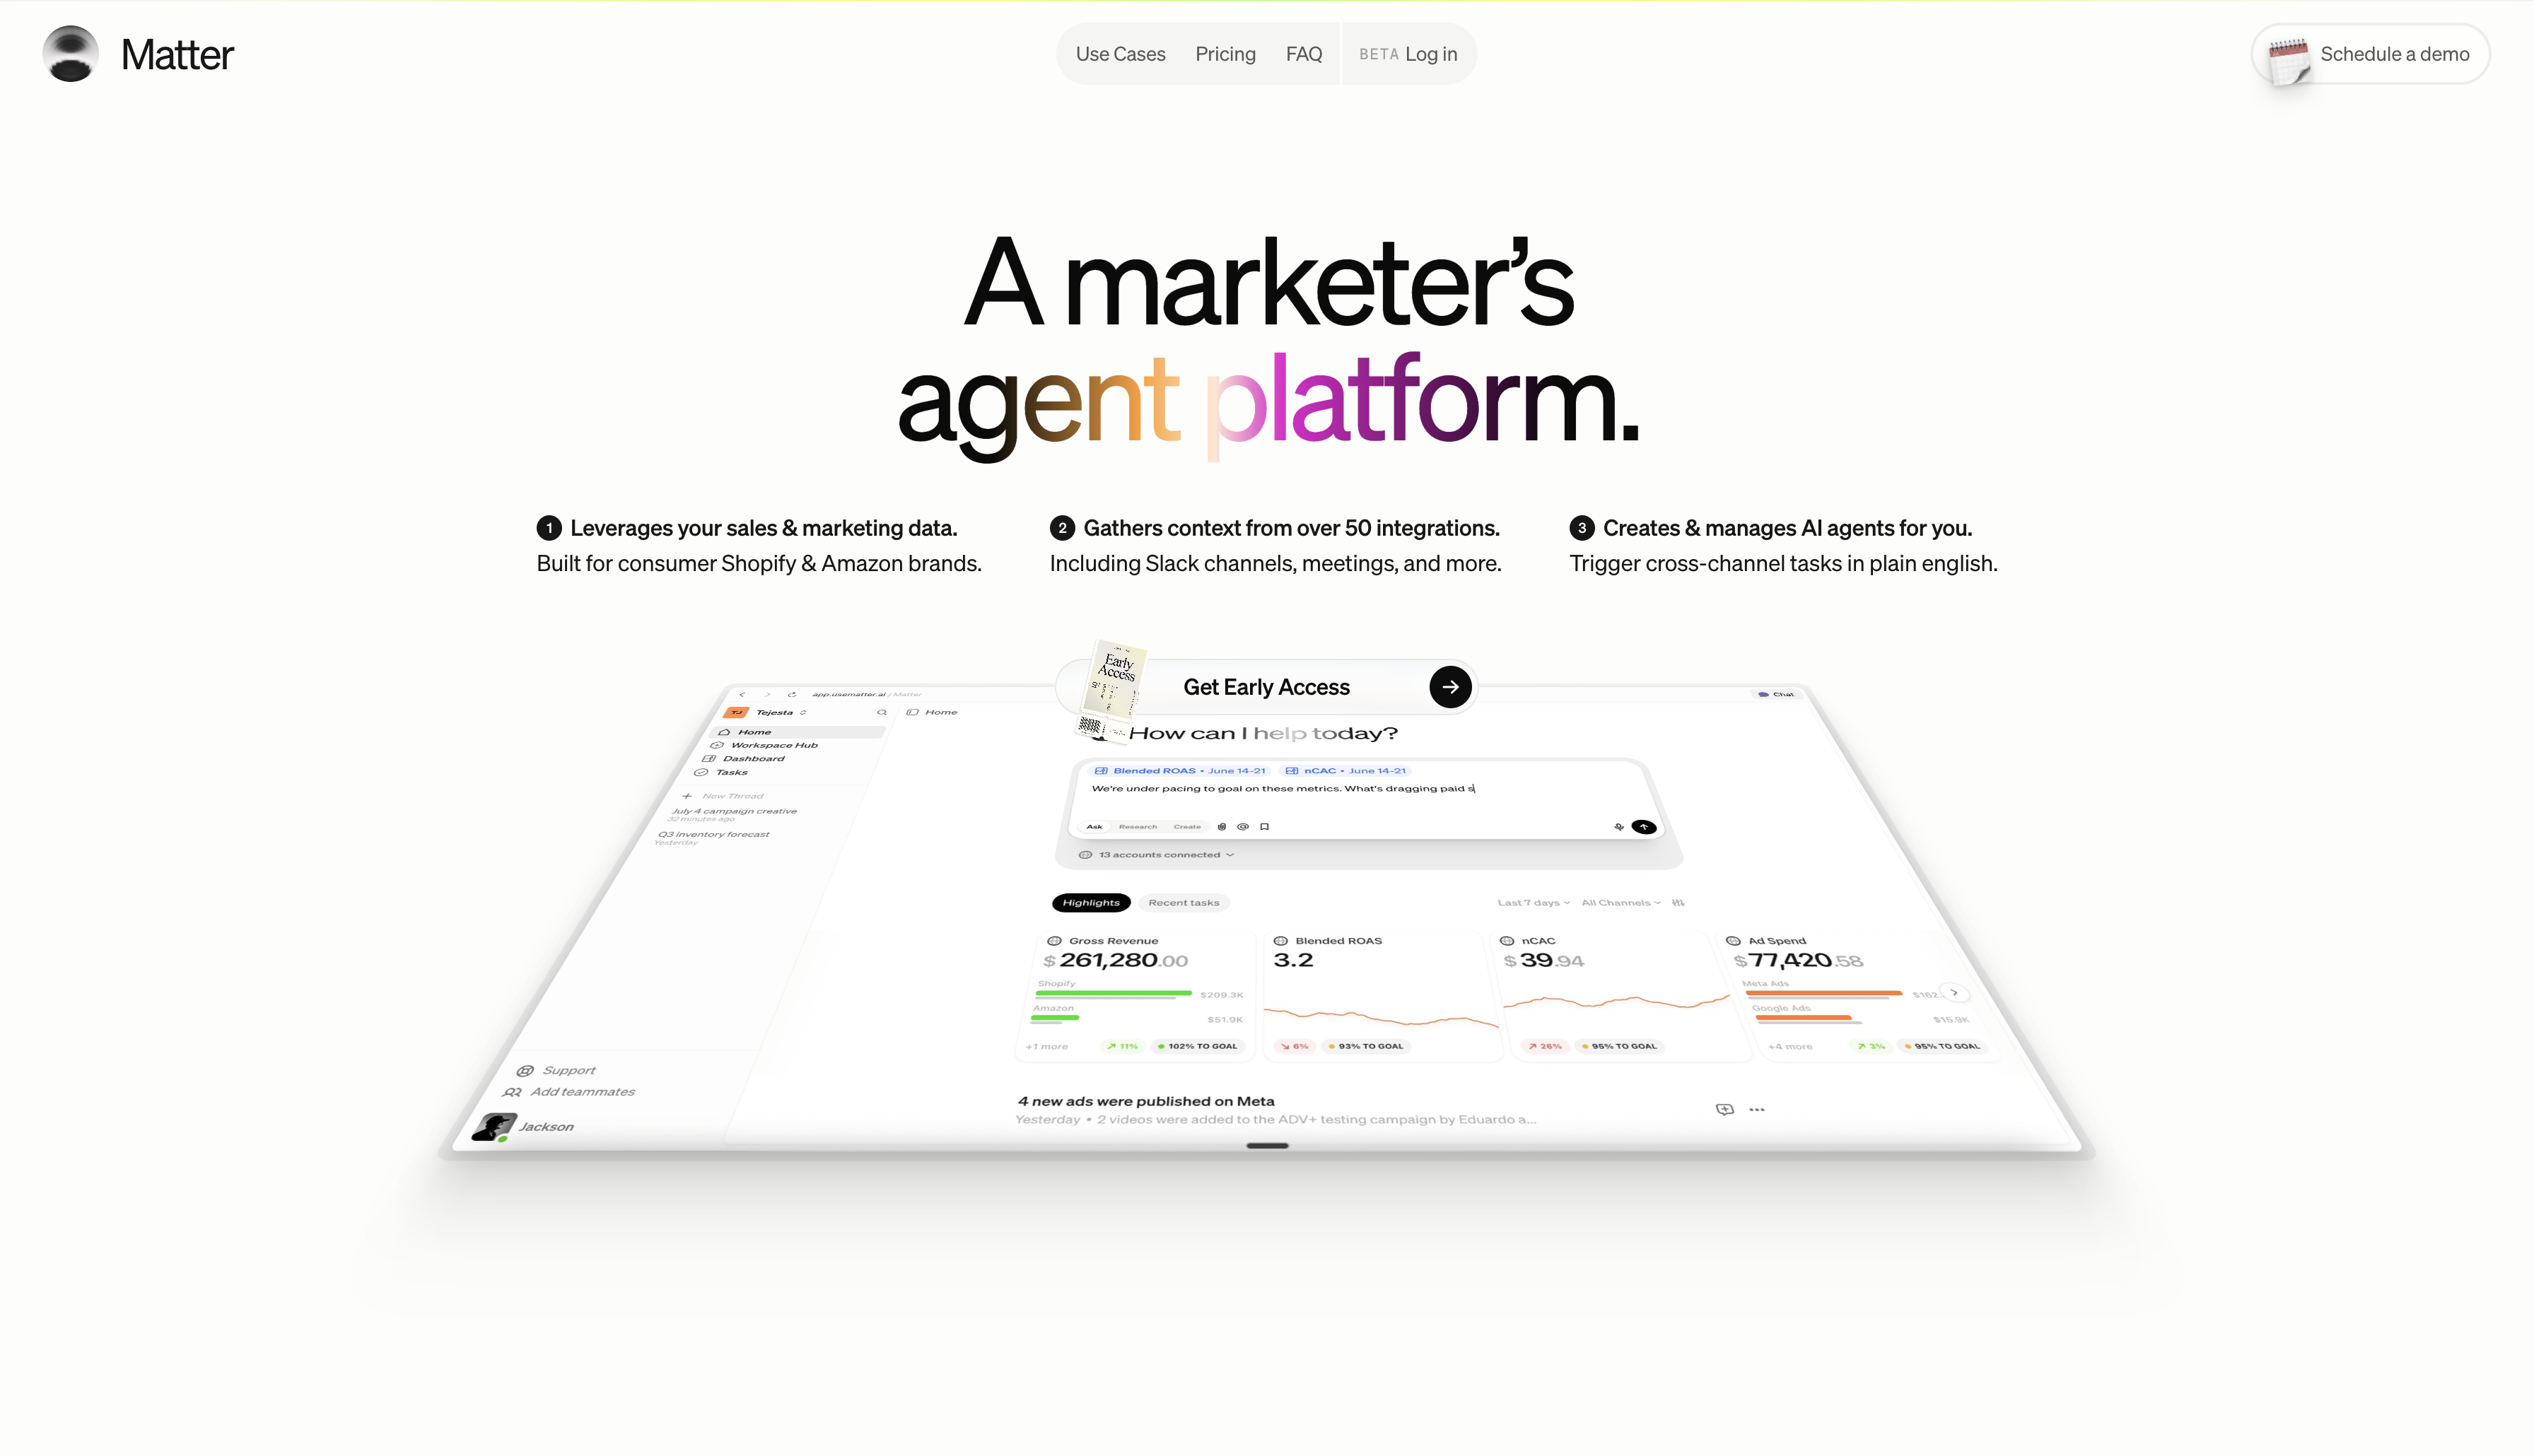 Matter
Use Cases
Pricing
FAQ
BETA Log in
Schedule a demo
A marketer's
agent platform.
1 Leverages your sales & marketing data.
Built for consumer Shopify & Amazon brands.
2 Gathers context from over 50 integrations.
Including Slack channels, meetings, and more.
3 Creates & manages AI agents for you.
Trigger cross-channel tasks in plain english.
Early
Access
Get Early Access
app.usematter.ai / Matter
Chat
TJ Tejesta
Home
Workspace Hub
Dashboard
Tasks
New Thread
July 4 campaign creative
32 minutes ago
Q3 inventory forecast
Yesterday
Support
Add teammates
Jackson
Home
How can I help today?
Blended ROAS • June 14-21
nCAC • June 14-21
We're under pacing to goal on these metrics. What's dragging paid s
Ask
Research
Create
13 accounts connected
Highlights
Recent tasks
Last 7 days
All Channels
Gross Revenue
$261,280.00
Shopify
$209.3K
Amazon
$51.9K
+1 more
11%
102% TO GOAL
Blended ROAS
3.2
6%
93% TO GOAL
nCAC
$39.94
26%
95% TO GOAL
Ad Spend
$77,420.58
Meta Ads
$162
Google Ads
$15.9K
+4 more
3%
95% TO GOAL
4 new ads were published on Meta
Yesterday • 2 videos were added to the ADV+ testing campaign by Eduardo a...